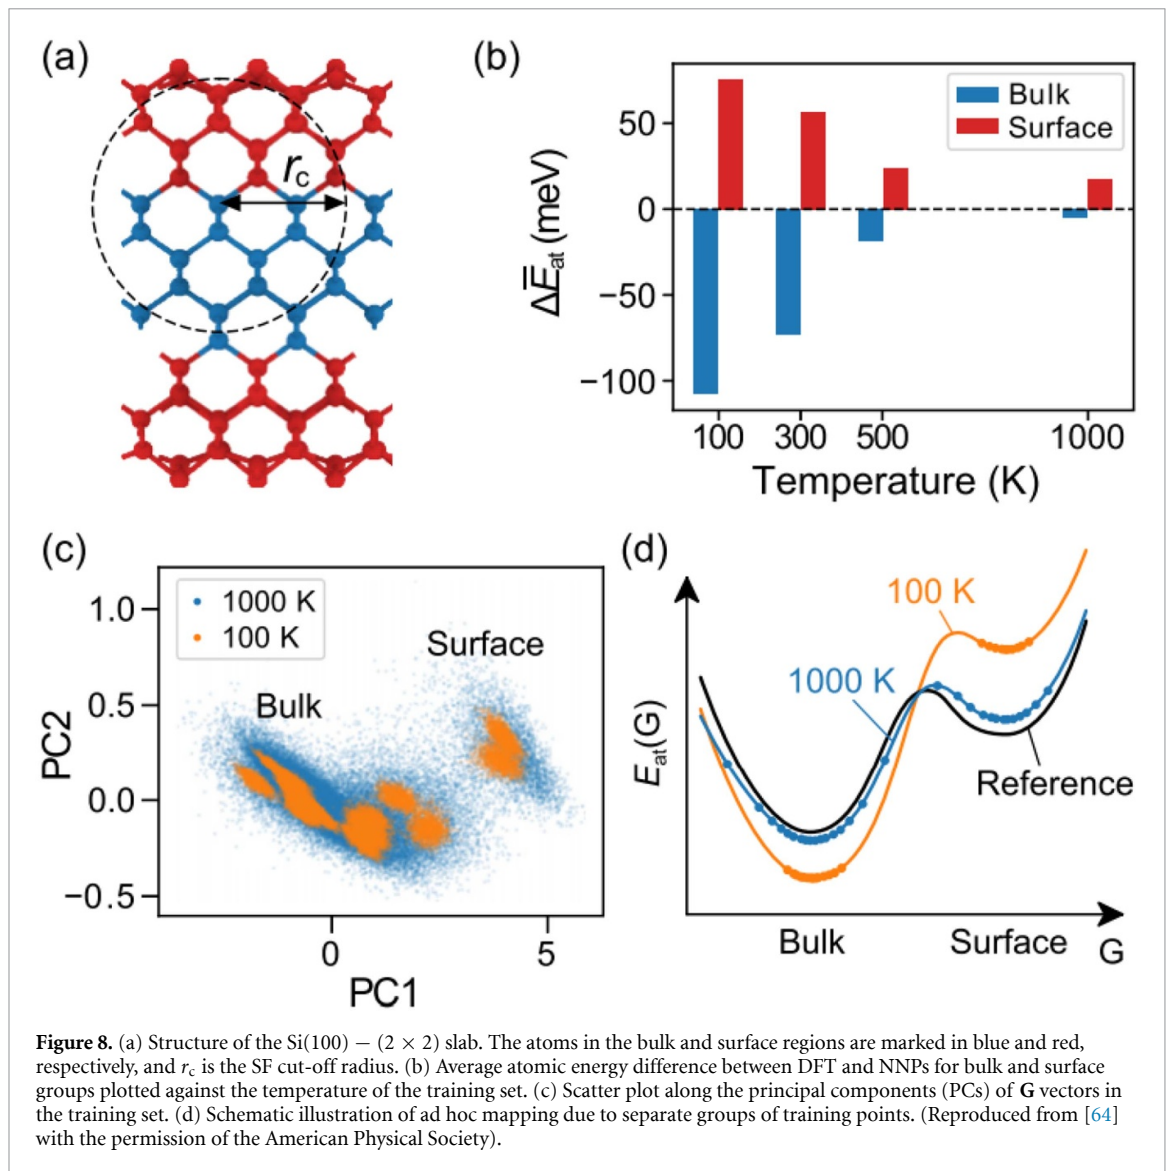 (a)
r_c
(b)
Bulk
Surface
50
0
−50
−100
ΔĒ̄_at (meV)
100 300 500 1000
Temperature (K)
(c)
1000 K
100 K
Bulk
Surface
1.0
0.5
0.0
−0.5
PC2
0 5
PC1
(d)
100 K
1000 K
Reference
E_at(G)
Bulk Surface G
Figure 8. (a) Structure of the Si(100) − (2 × 2) slab. The atoms in the bulk and surface regions are marked in blue and red,
respectively, and r_c is the SF cut-off radius. (b) Average atomic energy difference between DFT and NNPs for bulk and surface
groups plotted against the temperature of the training set. (c) Scatter plot along the principal components (PCs) of G vectors in
the training set. (d) Schematic illustration of ad hoc mapping due to separate groups of training points. (Reproduced from [64]
with the permission of the American Physical Society).